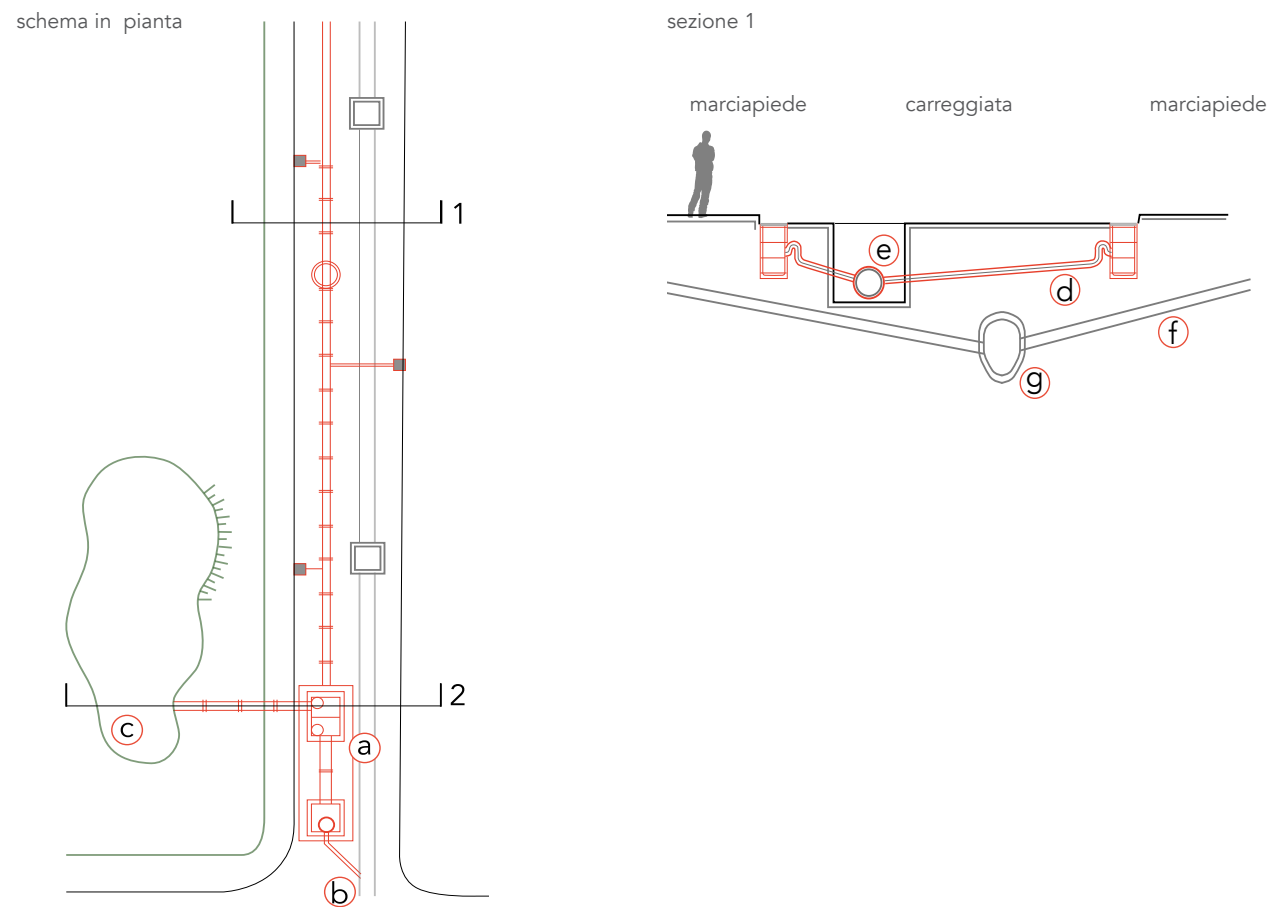 schema in pianta
1
2
c
a
b
sezione 1
marciapiede carreggiata marciapiede
e
d
f
g